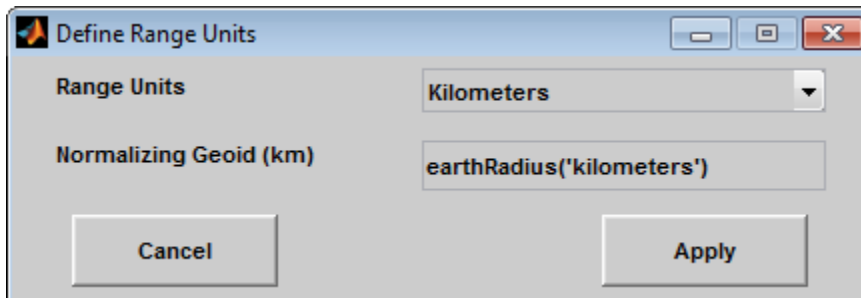 Define Range Units
Range Units
Kilometers
Normalizing Geoid (km)
earthRadius('kilometers')
Cancel
Apply